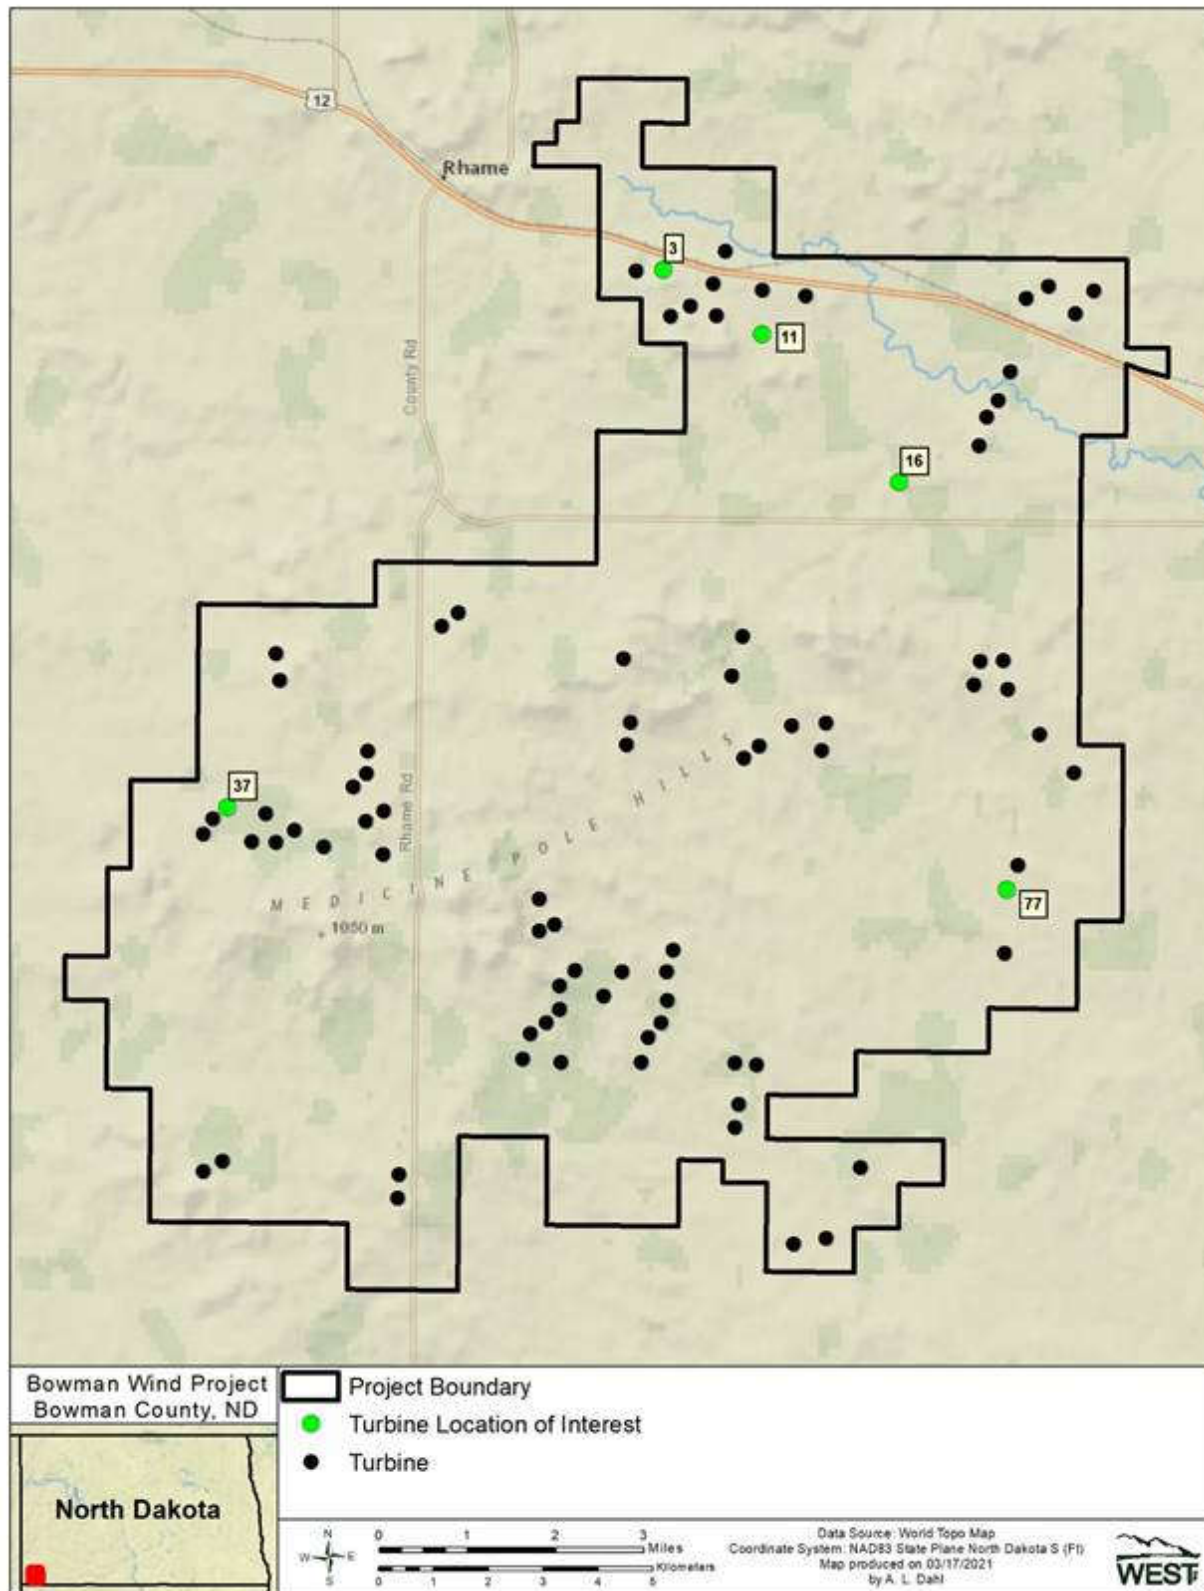 12
Rhame
3
11
County Rd
16
37
Rhame Rd
MEDICINE POLE HILLS
1050 m
77
Bowman Wind Project
Bowman County, ND
Project Boundary
Turbine Location of Interest
Turbine
North Dakota
N
W E
S
0 1 2 3
Miles
Kilometers
0 1 2 3 4 5
Data Source: World Topo Map
Coordinate System: NAD83 State Plane North Dakota S (Ft)
Map produced on 03/17/2021
by A. L. Dahl
WEST